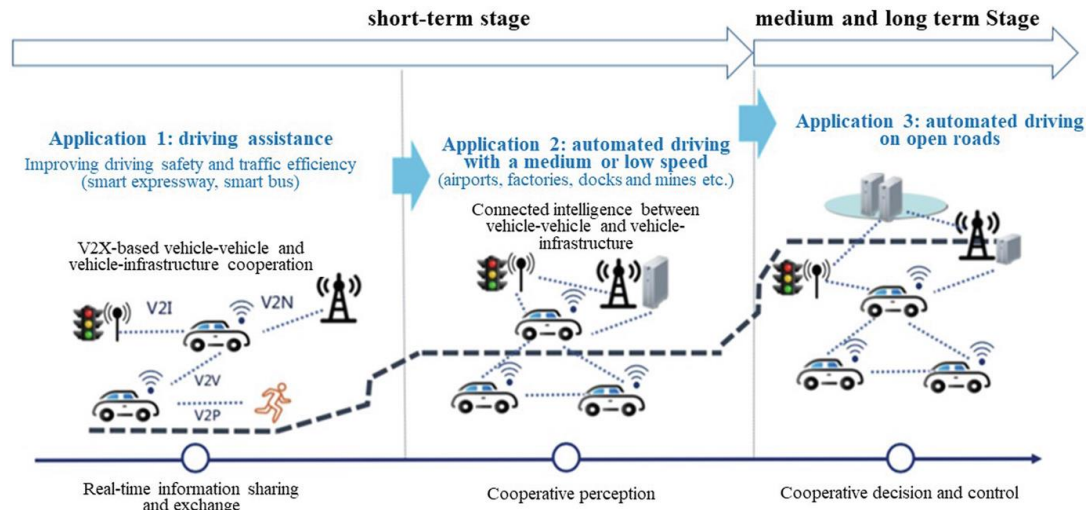 short-term stage
medium and long term Stage
Application 1: driving assistance
Improving driving safety and traffic efficiency
(smart expressway, smart bus)
V2X-based vehicle-vehicle and
vehicle-infrastructure cooperation
V2I
V2N
V2V
V2P
Application 2: automated driving
with a medium or low speed
(airports, factories, docks and mines etc.)
Connected intelligence between
vehicle-vehicle and vehicle-
infrastructure
Application 3: automated driving
on open roads
Real-time information sharing
and exchange
Cooperative perception
Cooperative decision and control